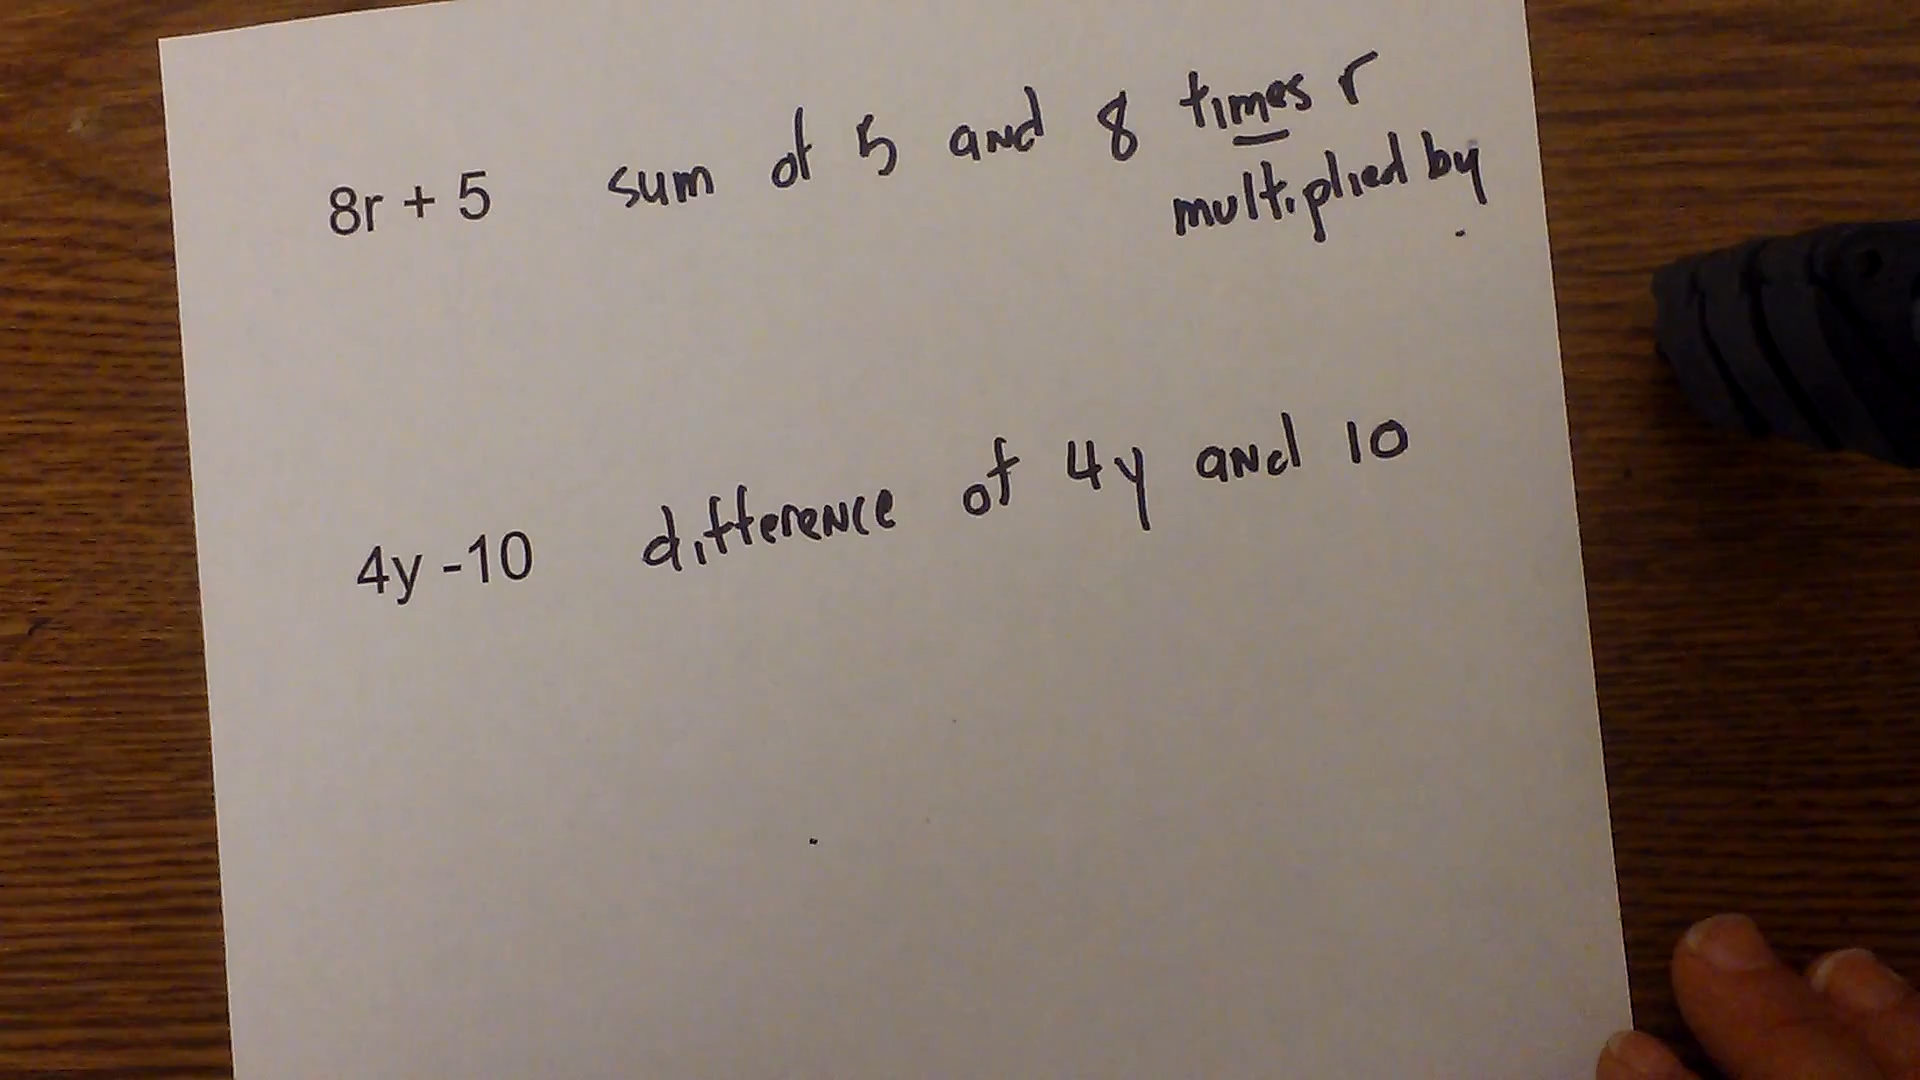 8r + 5 sum of 5 and 8 times r
multiplied by
4y -10 difference of 4y and 10